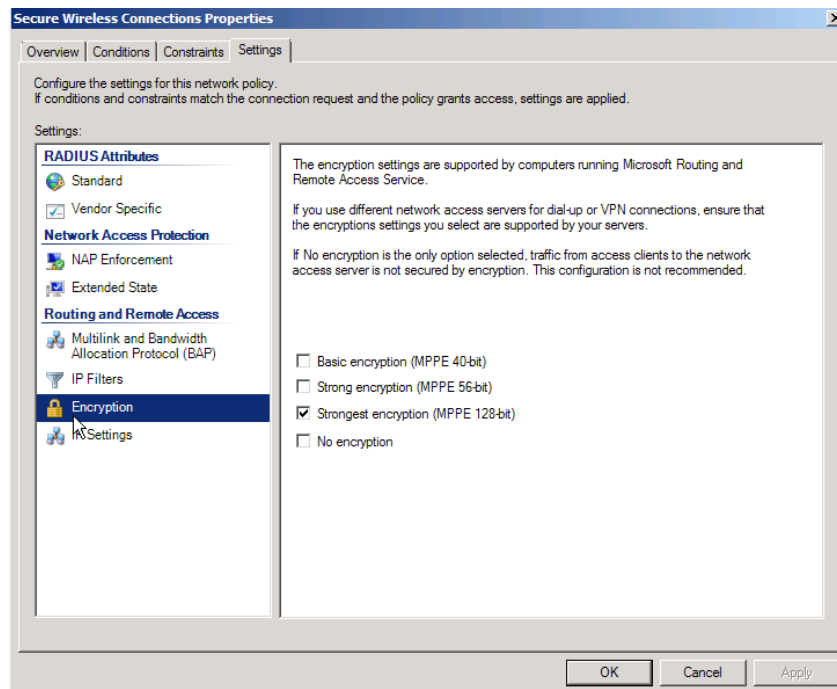 Secure Wireless Connections Properties
Overview
Conditions
Constraints
Settings
Configure the settings for this network policy.
If conditions and constraints match the connection request and the policy grants access, settings are applied.
Settings:
RADIUS Attributes
Standard
Vendor Specific
Network Access Protection
NAP Enforcement
Extended State
Routing and Remote Access
Multilink and Bandwidth
Allocation Protocol (BAP)
IP Filters
Encryption
IP Settings
The encryption settings are supported by computers running Microsoft Routing and
Remote Access Service.
If you use different network access servers for dial-up or VPN connections, ensure that
the encryptions settings you select are supported by your servers.
If No encryption is the only option selected, traffic from access clients to the network
access server is not secured by encryption. This configuration is not recommended.
Basic encryption (MPPE 40-bit)
Strong encryption (MPPE 56-bit)
Strongest encryption (MPPE 128-bit)
No encryption
OK
Cancel
Apply